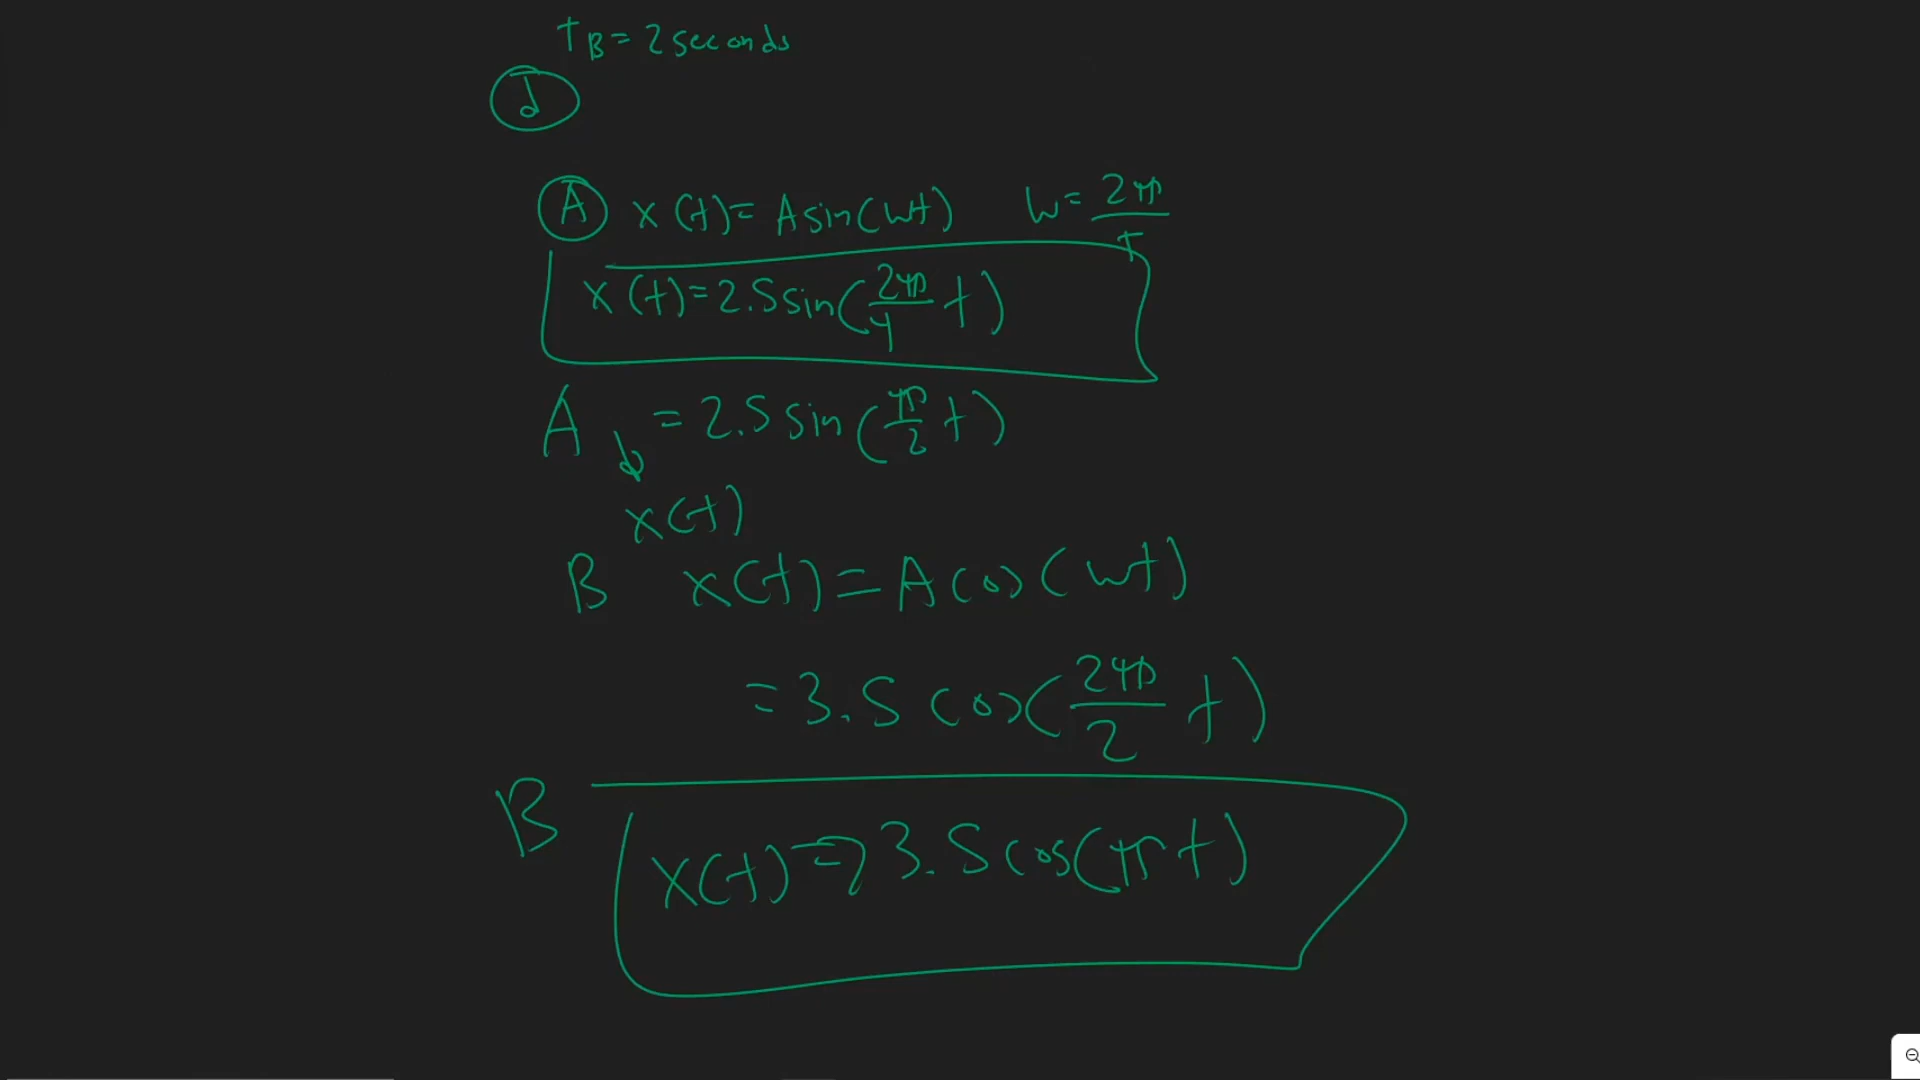 T_B = 2 seconds
d
A x(t) = A sin(wt) w = 2π/T
x(t) = 2.5 sin(2π/4 t)
A = 2.5 sin(π/2 t)
x(t)
B x(t) = A cos(wt)
= 3.5 cos(2π/2 t)
B x(t) => 3.5 cos(πt)